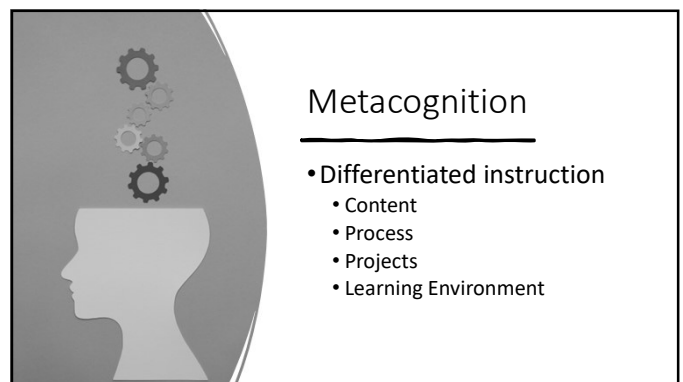 Metacognition
•Differentiated instruction
• Content
• Process
• Projects
• Learning Environment